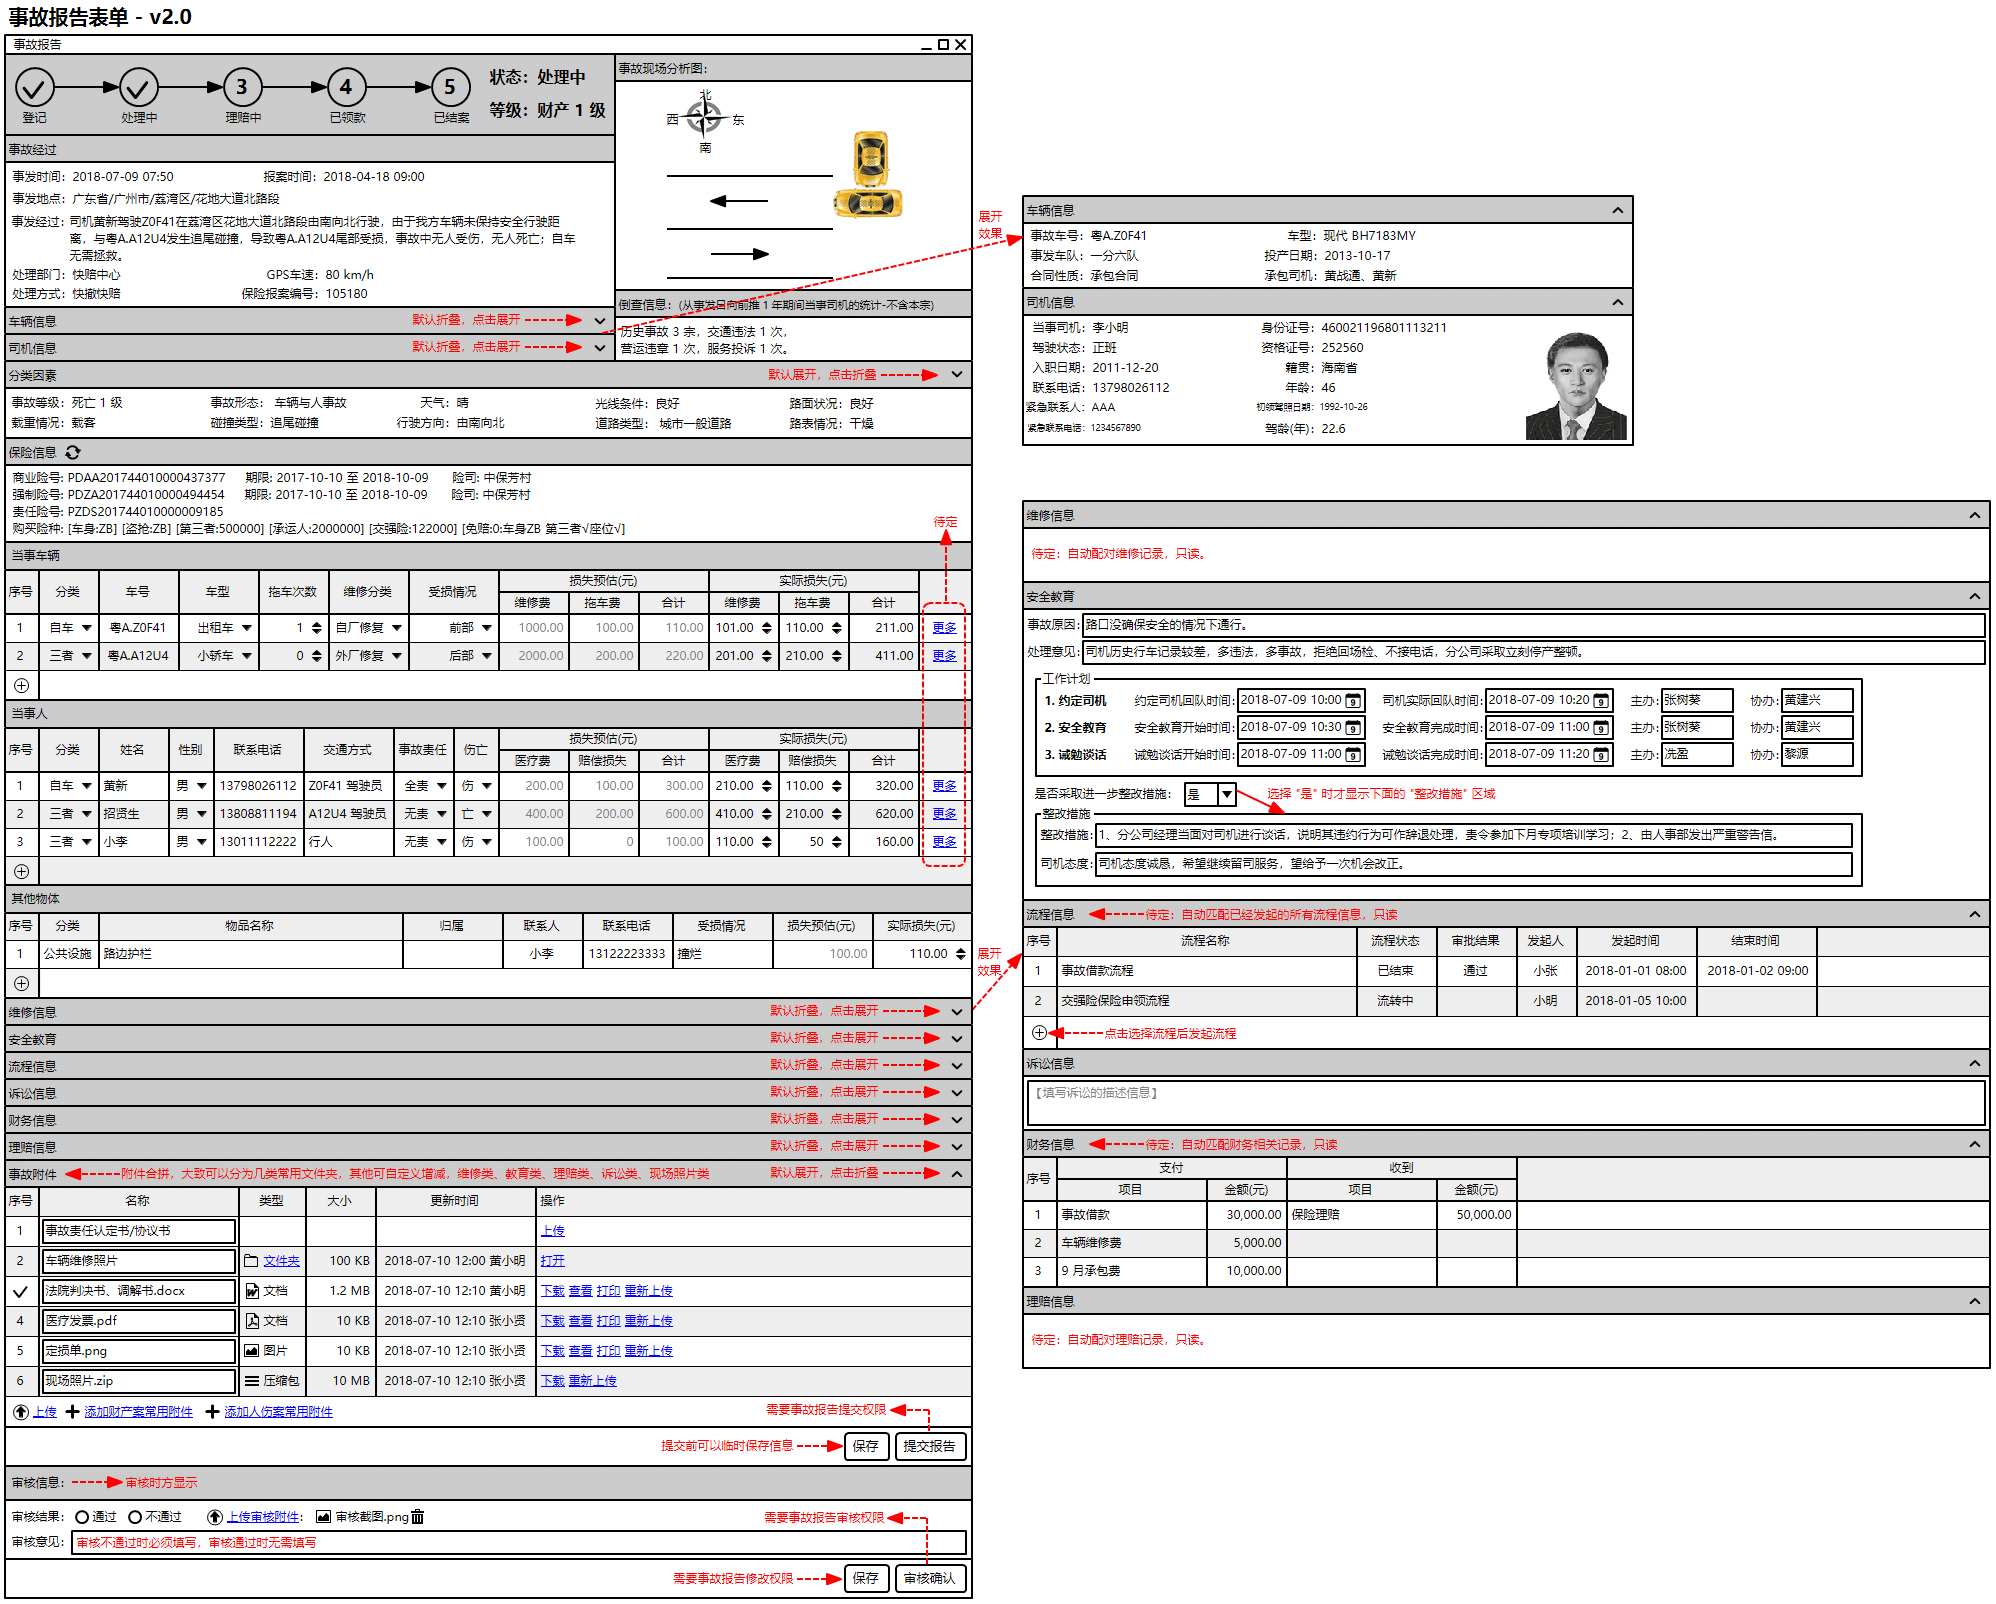 事故报告表单 - v2.0
事故报告
登记
处理中
3
理赔中
4
已领款
5
已结案
状态：处理中
等级：财产 1 级
事故现场分析图：
北
西 东
南
事故经过
事发时间：2018-07-09 07:50 报案时间：2018-04-18 09:00
事发地点：广东省/广州市/荔湾区/花地大道北路段
事发经过：司机黄新驾驶Z0F41在荔湾区花地大道北路段由南向北行驶，由于我方车辆未保持安全行驶距
离，与粤A.A12U4发生追尾碰撞，导致粤A.A12U4尾部受损，事故中无人受伤，无人死亡；自车
无需拯救。
处理部门：快赔中心 GPS车速：80 km/h
处理方式：快撤快赔 保险报案编号：105180
倒查信息：(从事发日向前推 1 年期间当事司机的统计-不含本宗)
历史事故 3 宗，交通违法 1 次，
营运违章 1 次，服务投诉 1 次。
车辆信息 默认折叠，点击展开
司机信息 默认折叠，点击展开
分类因素 默认展开，点击折叠
事故等级：死亡 1 级 事故形态：车辆与人事故 天气：晴 光线条件：良好 路面状况：良好
载重情况：载客 碰撞类型：追尾碰撞 行驶方向：由南向北 道路类型：城市一般道路 路表情况：干燥
保险信息
商业险号: PDAA201744010000437377 期限: 2017-10-10 至 2018-10-09 险司: 中保芳村
强制险号: PDZA201744010000494454 期限: 2017-10-10 至 2018-10-09 险司: 中保芳村
责任险号: PZDS201744010000009185
购买险种: [车身:ZB] [盗抢:ZB] [第三者:500000] [承运人:2000000] [交强险:122000] [免赔:0:车身ZB 第三者√座位√]
待定
当事车辆
序号 分类 车号 车型 拖车次数 维修分类 受损情况 损失预估(元) 实际损失(元)
维修费 拖车费 合计 维修费 拖车费 合计
1 自车 粤A.Z0F41 出租车 1 自厂修复 前部 1000.00 100.00 110.00 101.00 110.00 211.00 更多
2 三者 粤A.A12U4 小轿车 0 外厂修复 后部 2000.00 200.00 220.00 201.00 210.00 411.00 更多
当事人
序号 分类 姓名 性别 联系电话 交通方式 事故责任 伤亡 损失预估(元) 实际损失(元)
医疗费 赔偿损失 合计 医疗费 赔偿损失 合计
1 自车 黄新 男 13798026112 Z0F41 驾驶员 全责 伤 200.00 100.00 300.00 210.00 110.00 320.00 更多
2 三者 招贤生 男 13808811194 A12U4 驾驶员 无责 亡 400.00 200.00 600.00 410.00 210.00 620.00 更多
3 三者 小李 男 13011112222 行人 无责 伤 100.00 0 100.00 110.00 50 160.00 更多
其他物体
序号 分类 物品名称 归属 联系人 联系电话 受损情况 损失预估(元) 实际损失(元)
1 公共设施 路边护栏 小李 13122223333 撞烂 100.00 110.00
维修信息 默认折叠，点击展开
安全教育 默认折叠，点击展开
流程信息 默认折叠，点击展开
诉讼信息 默认折叠，点击展开
财务信息 默认折叠，点击展开
理赔信息 默认折叠，点击展开
事故附件 附件合拼，大致可以分为几类常用文件夹，其他可自定义增减，维修类、教育类、理赔类、诉讼类、现场照片类 默认展开，点击折叠
序号 名称 类型 大小 更新时间 操作
1 事故责任认定书/协议书 上传
2 车辆维修照片 文件夹 100 KB 2018-07-10 12:00 黄小明 打开
法院判决书、调解书.docx 文档 1.2 MB 2018-07-10 12:10 黄小明 下载 查看 打印 重新上传
4 医疗发票.pdf 文档 10 KB 2018-07-10 12:10 张小贤 下载 查看 打印 重新上传
5 定损单.png 图片 10 KB 2018-07-10 12:10 张小贤 下载 查看 打印 重新上传
6 现场照片.zip 压缩包 10 MB 2018-07-10 12:10 张小贤 下载 重新上传
上传 添加财产案常用附件 添加人伤案常用附件 需要事故报告提交权限
提交前可以临时保存信息 保存 提交报告
审核信息： 审核时方显示
审核结果： 通过 不通过 上传审核附件： 审核截图.png 需要事故报告审核权限
审核意见： 审核不通过时必须填写，审核通过时无需填写
需要事故报告修改权限 保存 审核确认
展开
效果
车辆信息
事故车号：粤A.Z0F41 车型：现代 BH7183MY
事发车队：一分六队 投产日期：2013-10-17
合同性质：承包合同 承包司机：黄战通、黄新
司机信息
当事司机：李小明 身份证号：460021196801113211
驾驶状态：正班 资格证号：252560
入职日期：2011-12-20 籍贯：海南省
联系电话：13798026112 年龄：46
紧急联系人：AAA 初领驾照日期：1992-10-26
紧急联系电话：1234567890 驾龄(年)：22.6
展开
效果
维修信息
待定：自动配对维修记录，只读。
安全教育
事故原因： 路口没确保安全的情况下通行。
处理意见： 司机历史行车记录较差，多违法，多事故，拒绝回场检、不接电话，分公司采取立刻停产整顿。
工作计划
1. 约定司机 约定司机回队时间： 2018-07-09 10:00 司机实际回队时间： 2018-07-09 10:20 主办： 张树葵 协办： 黄建兴
2. 安全教育 安全教育开始时间： 2018-07-09 10:30 安全教育完成时间： 2018-07-09 11:00 主办： 张树葵 协办： 黄建兴
3. 诫勉谈话 诫勉谈话开始时间： 2018-07-09 11:00 诫勉谈话完成时间： 2018-07-09 11:20 主办： 冼盈 协办： 黎源
是否采取进一步整改措施： 是 选择 "是" 时才显示下面的 "整改措施" 区域
整改措施
整改措施： 1、分公司经理当面对司机进行谈话，说明其违约行为可作辞退处理，责令参加下月专项培训学习；2、由人事部发出严重警告信。
司机态度： 司机态度诚恳，希望继续留司服务，望给予一次机会改正。
流程信息 待定：自动匹配已经发起的所有流程信息，只读
序号 流程名称 流程状态 审批结果 发起人 发起时间 结束时间
1 事故借款流程 已结束 通过 小张 2018-01-01 08:00 2018-01-02 09:00
2 交强险保险申领流程 流转中 小明 2018-01-05 10:00
点击选择流程后发起流程
诉讼信息
【填写诉讼的描述信息】
财务信息 待定：自动匹配财务相关记录，只读
序号 支付 收到
项目 金额(元) 项目 金额(元)
1 事故借款 30,000.00 保险理赔 50,000.00
2 车辆维修费 5,000.00
3 9 月承包费 10,000.00
理赔信息
待定：自动配对理赔记录，只读。